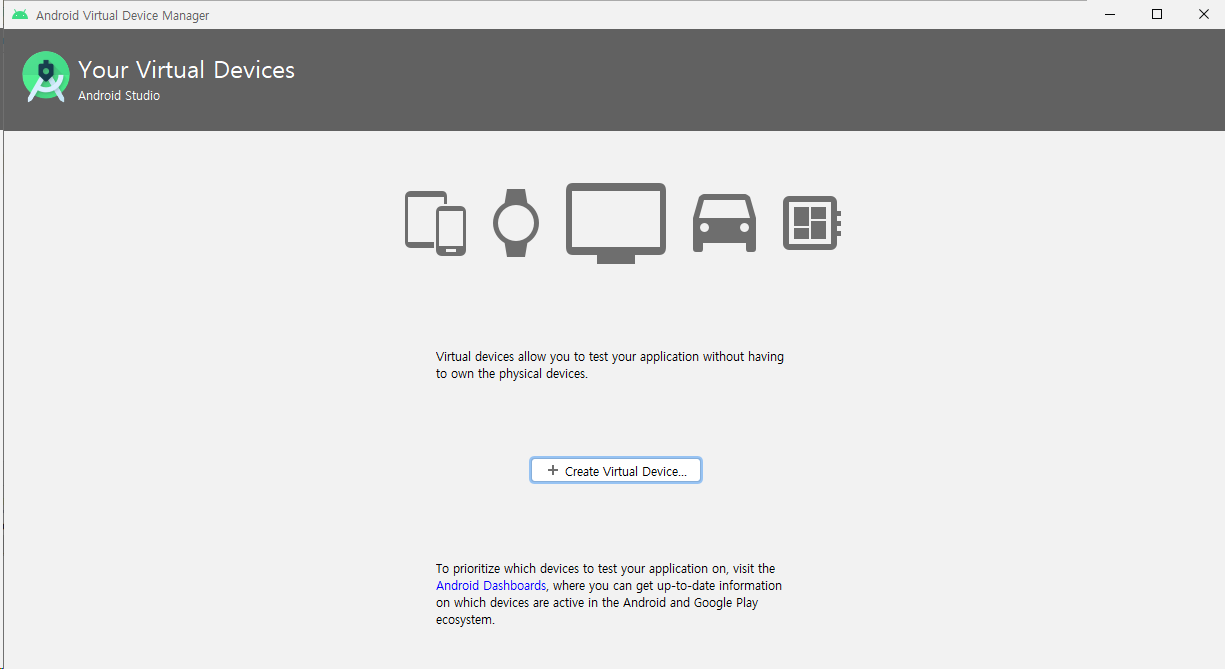 Android Virtual Device Manager
Your Virtual Devices
Android Studio
Virtual devices allow you to test your application without having
to own the physical devices.
Create Virtual Device...
To prioritize which devices to test your application on, visit the
Android Dashboards, where you can get up-to-date information
on which devices are active in the Android and Google Play
ecosystem.